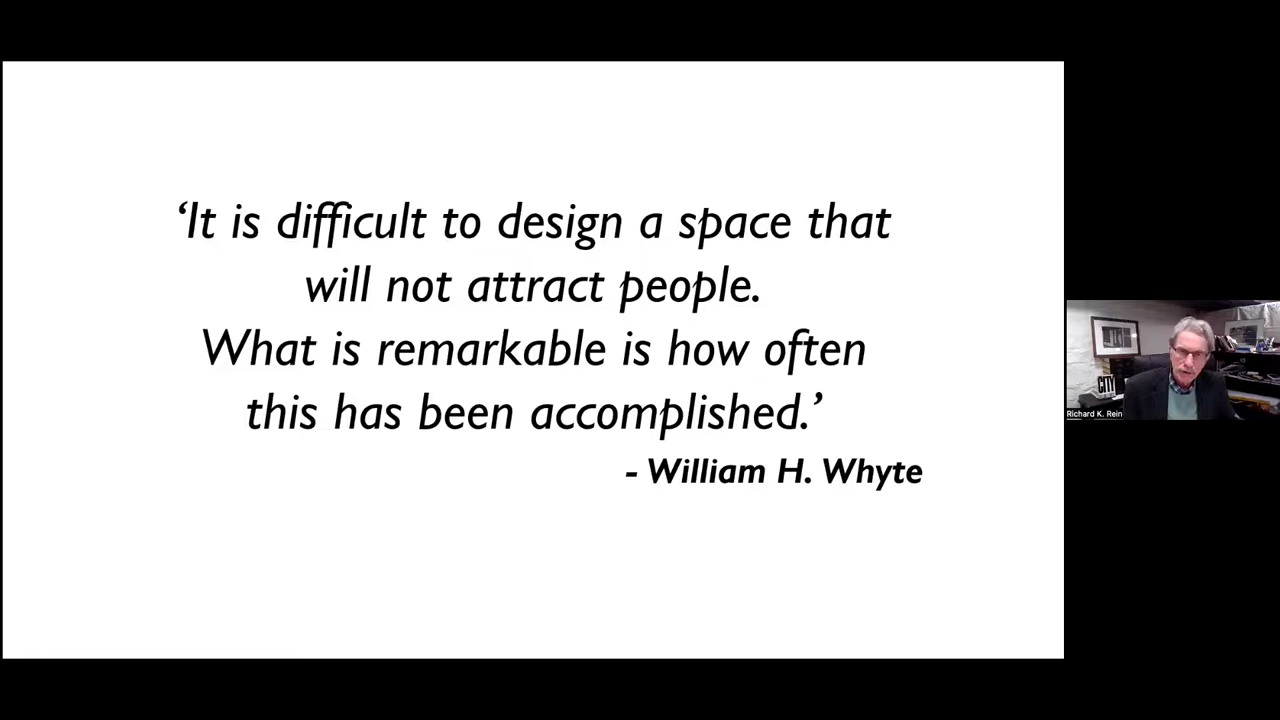 ‘It is difficult to design a space that
will not attract people.
What is remarkable is how often
this has been accomplished.’
- William H. Whyte
CITY
Richard K. Rein